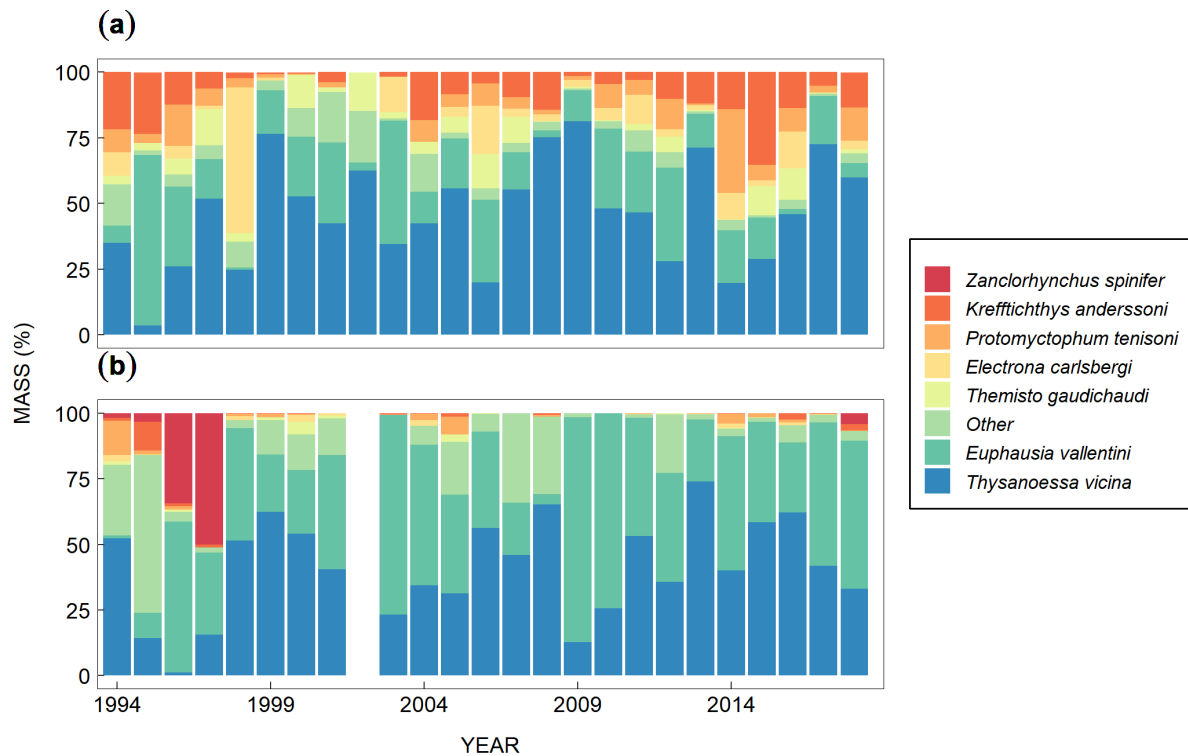 (a)
100
75
50
25
0
MASS (%)
(b)
100
75
50
25
0
1994 1999 2004 2009 2014
YEAR
Zanclorhynchus spinifer
Krefftichthys anderssoni
Protomyctophum tenisoni
Electrona carlsbergi
Themisto gaudichaudi
Other
Euphausia vallentini
Thysanoessa vicina